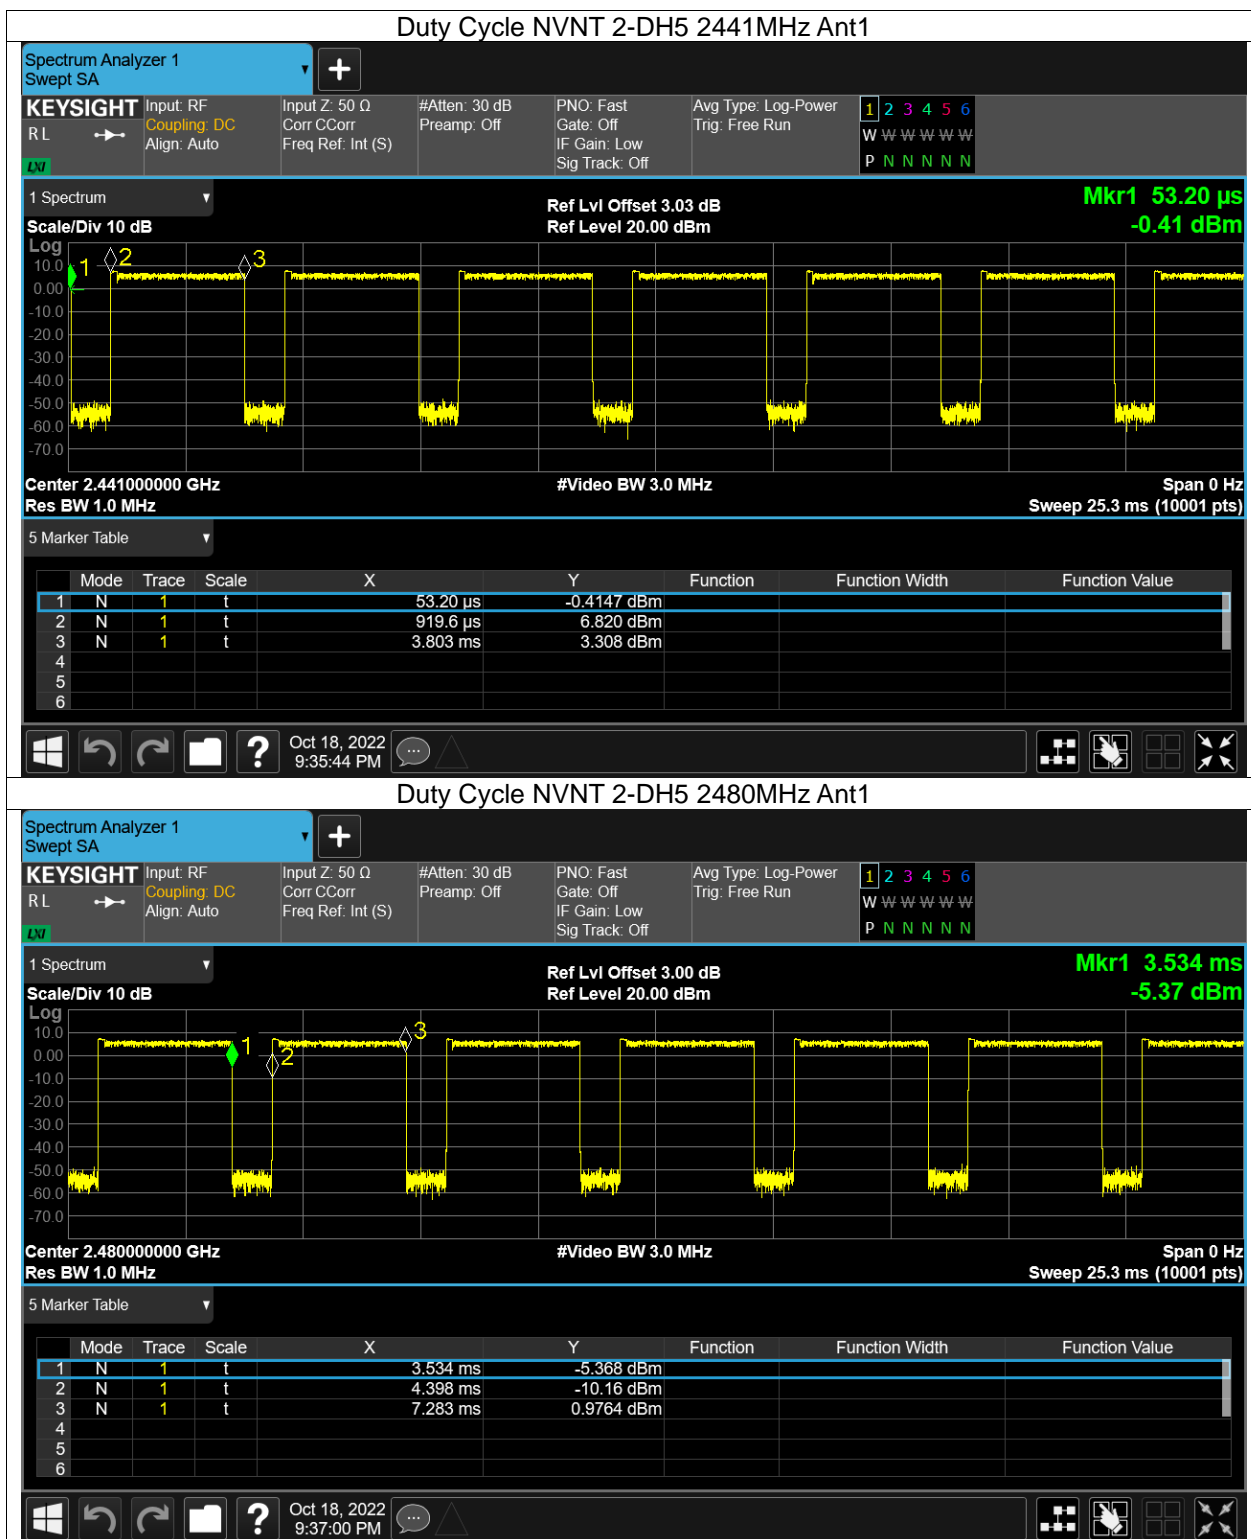 Duty Cycle NVNT 2-DH5 2441MHz Ant1
Spectrum Analyzer 1
Swept SA
KEYSIGHT Input: RF Input Z: 50 Ω #Atten: 30 dB PNO: Fast Avg Type: Log-Power 1 2 3 4 5 6
R L Coupling: DC Corr CCorr Preamp: Off Gate: Off Trig: Free Run W W W W W W
Align: Auto Freq Ref: Int (S) IF Gain: Low
LXI Sig Track: Off P N N N N N
1 Spectrum Ref Lvl Offset 3.03 dB Mkr1 53.20 µs
Scale/Div 10 dB Ref Level 20.00 dBm -0.41 dBm
Log
1 2 3
10.0
0.00
-10.0
-20.0
-30.0
-40.0
-50.0
-60.0
-70.0
Center 2.441000000 GHz #Video BW 3.0 MHz Span 0 Hz
Res BW 1.0 MHz Sweep 25.3 ms (10001 pts)
5 Marker Table
Mode Trace Scale X Y Function Function Width Function Value
1 N 1 t 53.20 µs -0.4147 dBm
2 N 1 t 919.6 µs 6.820 dBm
3 N 1 t 3.803 ms 3.308 dBm
4
5
6
? Oct 18, 2022
9:35:44 PM
Duty Cycle NVNT 2-DH5 2480MHz Ant1
Spectrum Analyzer 1
Swept SA
KEYSIGHT Input: RF Input Z: 50 Ω #Atten: 30 dB PNO: Fast Avg Type: Log-Power 1 2 3 4 5 6
R L Coupling: DC Corr CCorr Preamp: Off Gate: Off Trig: Free Run W W W W W W
Align: Auto Freq Ref: Int (S) IF Gain: Low
LXI Sig Track: Off P N N N N N
1 Spectrum Ref Lvl Offset 3.00 dB Mkr1 3.534 ms
Scale/Div 10 dB Ref Level 20.00 dBm -5.37 dBm
Log
10.0
1 2 3
0.00
-10.0
-20.0
-30.0
-40.0
-50.0
-60.0
-70.0
Center 2.480000000 GHz #Video BW 3.0 MHz Span 0 Hz
Res BW 1.0 MHz Sweep 25.3 ms (10001 pts)
5 Marker Table
Mode Trace Scale X Y Function Function Width Function Value
1 N 1 t 3.534 ms -5.368 dBm
2 N 1 t 4.398 ms -10.16 dBm
3 N 1 t 7.283 ms 0.9764 dBm
4
5
6
? Oct 18, 2022
9:37:00 PM